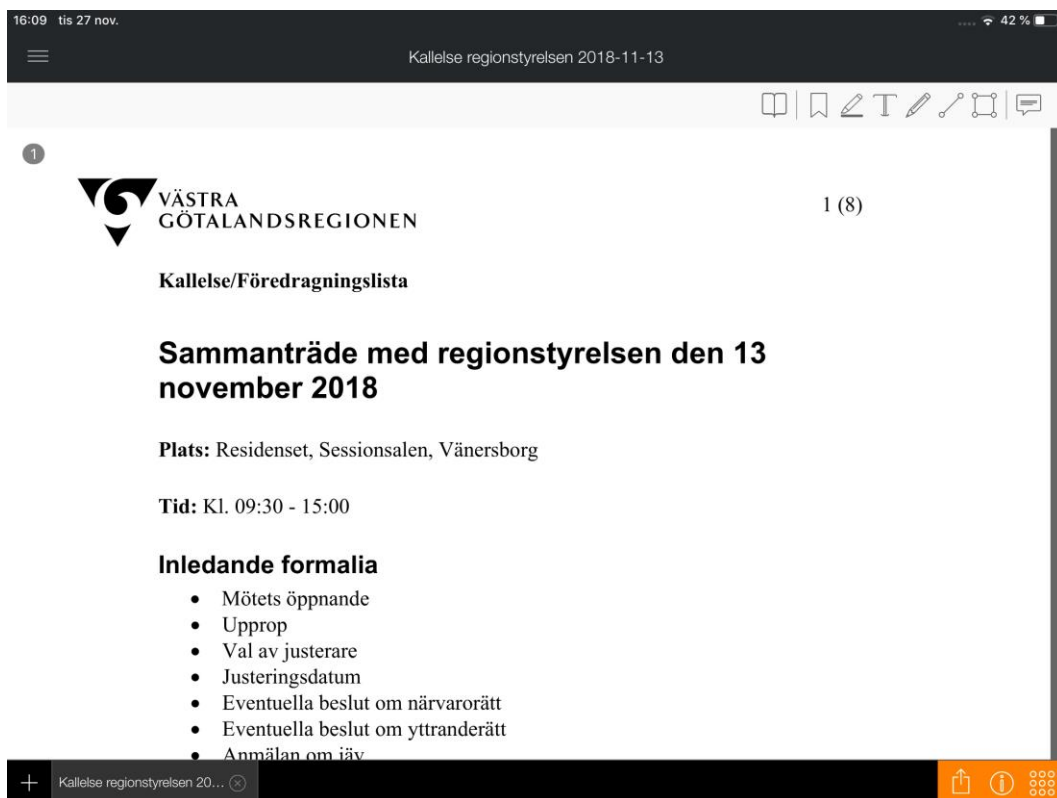 16:09 tis 27 nov.
42 %
Kallelse regionstyrelsen 2018-11-13
T
1
VÄSTRA
GÖTALANDSREGIONEN
1 (8)
Kallelse/Föredragningslista
Sammanträde med regionstyrelsen den 13
november 2018
Plats: Residenset, Sessionsalen, Vänersborg
Tid: Kl. 09:30 - 15:00
Inledande formalia
• Mötets öppnande
• Upprop
• Val av justerare
• Justeringsdatum
• Eventuella beslut om närvarorätt
• Eventuella beslut om yttranderätt
• Anmälan om jäv
Kallelse regionstyrelsen 20...